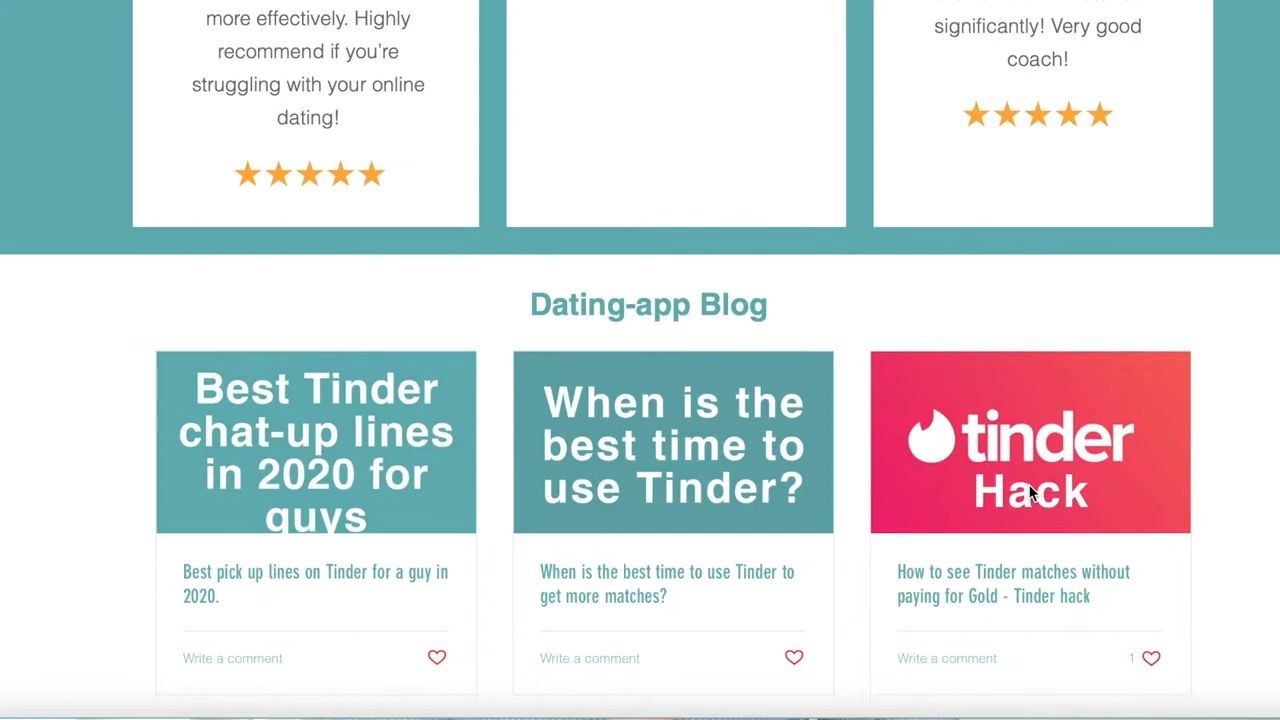 more effectively. Highly
recommend if you're
struggling with your online
dating!
significantly! Very good
coach!
Dating-app Blog
Best Tinder
chat-up lines
in 2020 for
guys
Best pick up lines on Tinder for a guy in
2020.
Write a comment
When is the
best time to
use Tinder?
When is the best time to use Tinder to
get more matches?
Write a comment
tinder
Hack
How to see Tinder matches without
paying for Gold - Tinder hack
Write a comment
1